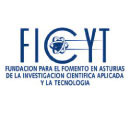 FICYT
FUNDACION PARA EL FOMENTO EN ASTURIAS
DE LA INVESTIGACION CIENTIFICA APLICADA
Y LA TECNOLOGIA